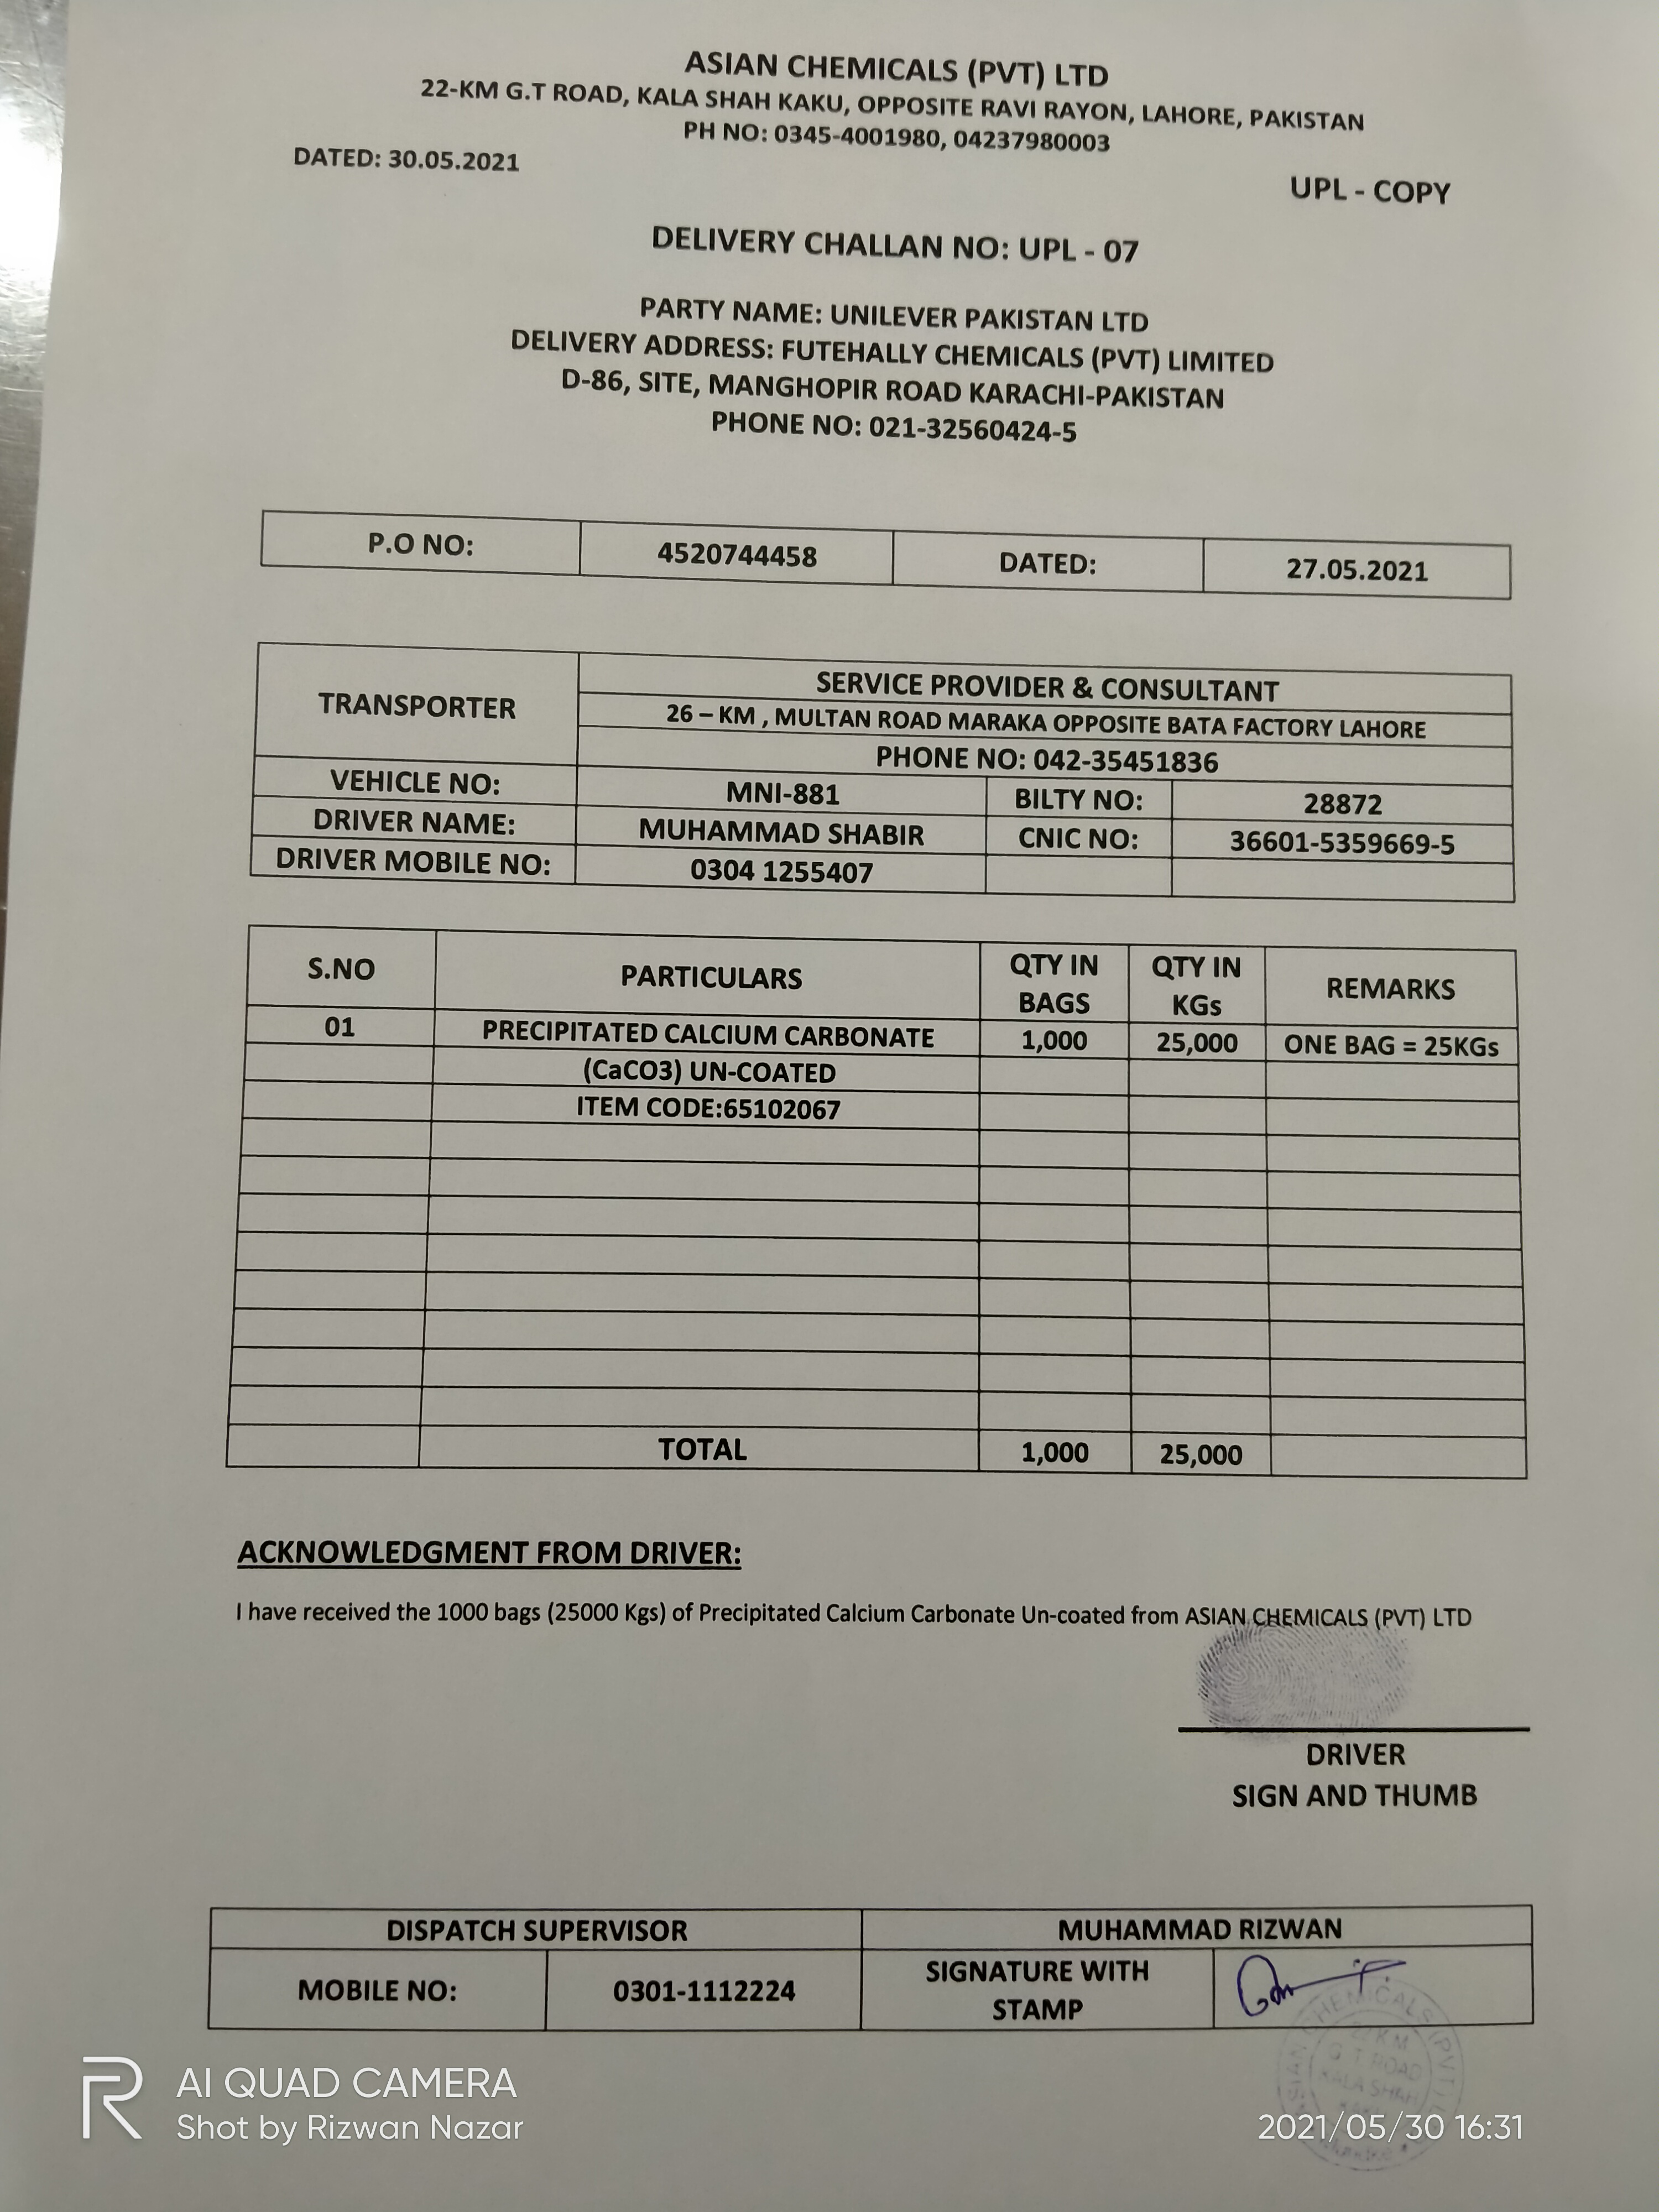 ASIAN CHEMICALS (PVT) LTD
22-KM G.T ROAD, KALA SHAH KAKU, OPPOSITE RAVI RAYON, LAHORE, PAKISTAN
PH NO: 0345-4001980, 04237980003
DATED: 30.05.2021
UPL - COPY
DELIVERY CHALLAN NO: UPL - 07
PARTY NAME: UNILEVER PAKISTAN LTD
DELIVERY ADDRESS: FUTEHALLY CHEMICALS (PVT) LIMITED
D-86, SITE, MANGHOPIR ROAD KARACHI-PAKISTAN
PHONE NO: 021-32560424-5
P.O NO: 4520744458 DATED: 27.05.2021
TRANSPORTER
SERVICE PROVIDER & CONSULTANT
26 – KM , MULTAN ROAD MARAKA OPPOSITE BATA FACTORY LAHORE
PHONE NO: 042-35451836
VEHICLE NO: MNI-881 BILTY NO: 28872
DRIVER NAME: MUHAMMAD SHABIR CNIC NO: 36601-5359669-5
DRIVER MOBILE NO: 0304 1255407
S.NO PARTICULARS QTY IN BAGS QTY IN KGs REMARKS
01 PRECIPITATED CALCIUM CARBONATE 1,000 25,000 ONE BAG = 25KGs
(CaCO3) UN-COATED
ITEM CODE:65102067
TOTAL 1,000 25,000
ACKNOWLEDGMENT FROM DRIVER:
I have received the 1000 bags (25000 Kgs) of Precipitated Calcium Carbonate Un-coated from ASIAN CHEMICALS (PVT) LTD
DRIVER
SIGN AND THUMB
DISPATCH SUPERVISOR MUHAMMAD RIZWAN
MOBILE NO: 0301-1112224 SIGNATURE WITH STAMP
ASIAN CHEMICALS (PVT) L
22 K.M
G. T ROAD
KALA SHAH
R AI QUAD CAMERA
Shot by Rizwan Nazar
2021/05/30 16:31